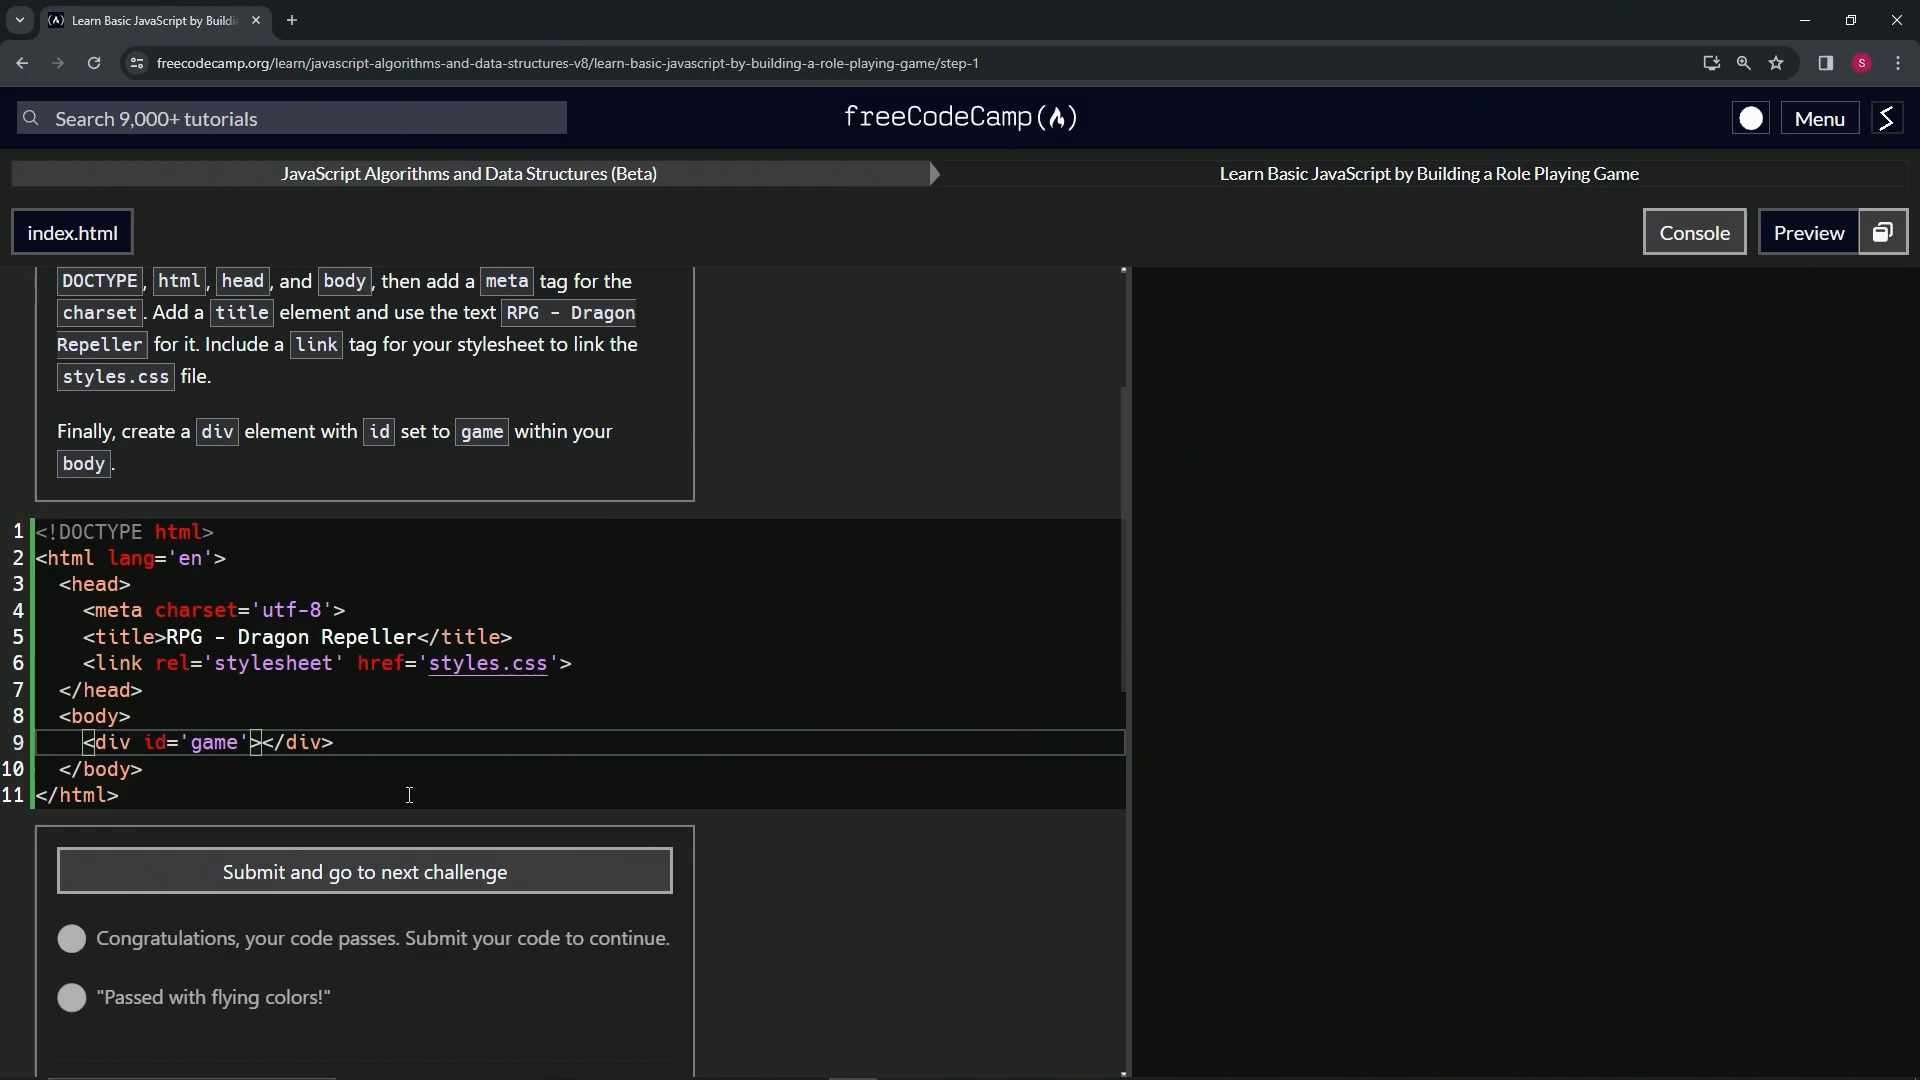 Learn Basic JavaScript by Buildi
freecodecamp.org/learn/javascript-algorithms-and-data-structures-v8/learn-basic-javascript-by-building-a-role-playing-game/step-1
S
Search 9,000+ tutorials
freeCodeCamp
Menu
JavaScript Algorithms and Data Structures (Beta)
Learn Basic JavaScript by Building a Role Playing Game
index.html
Console
Preview
DOCTYPE, html, head, and body, then add a meta tag for the
charset. Add a title element and use the text RPG - Dragon
Repeller for it. Include a link tag for your stylesheet to link the
styles.css file.
Finally, create a div element with id set to game within your
body.
1 <!DOCTYPE html>
2 <html lang='en'>
3 <head>
4 <meta charset='utf-8'>
5 <title>RPG - Dragon Repeller</title>
6 <link rel='stylesheet' href='styles.css'>
7 </head>
8 <body>
9 <div id='game'></div>
10 </body>
11 </html>
Submit and go to next challenge
Congratulations, your code passes. Submit your code to continue.
"Passed with flying colors!"